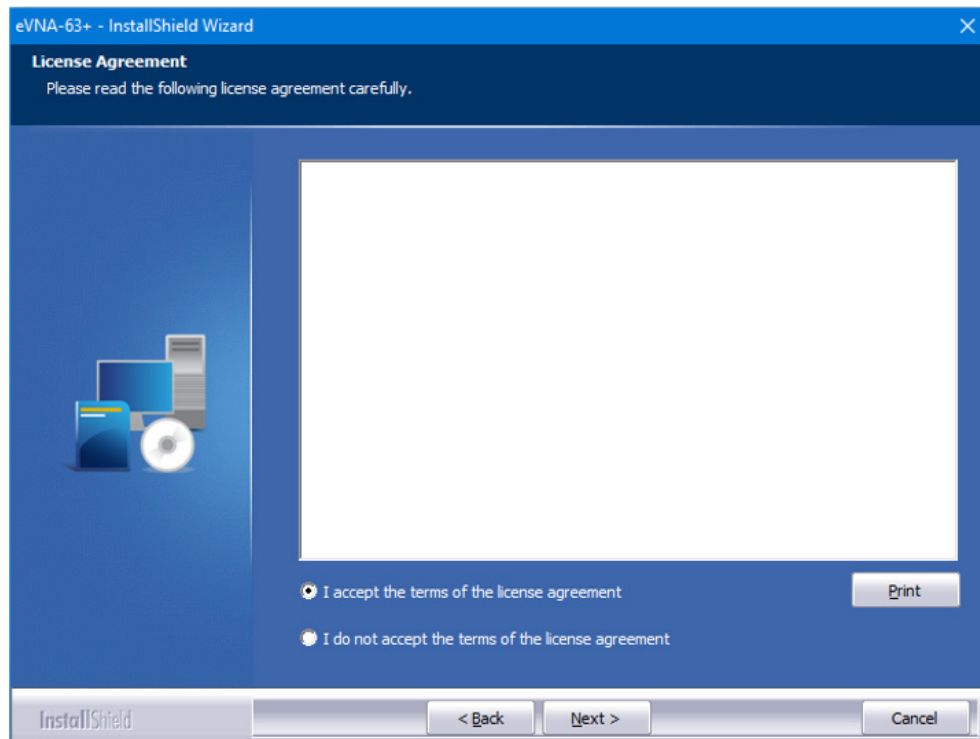 eVNA-63+ - InstallShield Wizard
License Agreement
Please read the following license agreement carefully.
I accept the terms of the license agreement
Print
I do not accept the terms of the license agreement
InstallShield
< Back
Next >
Cancel